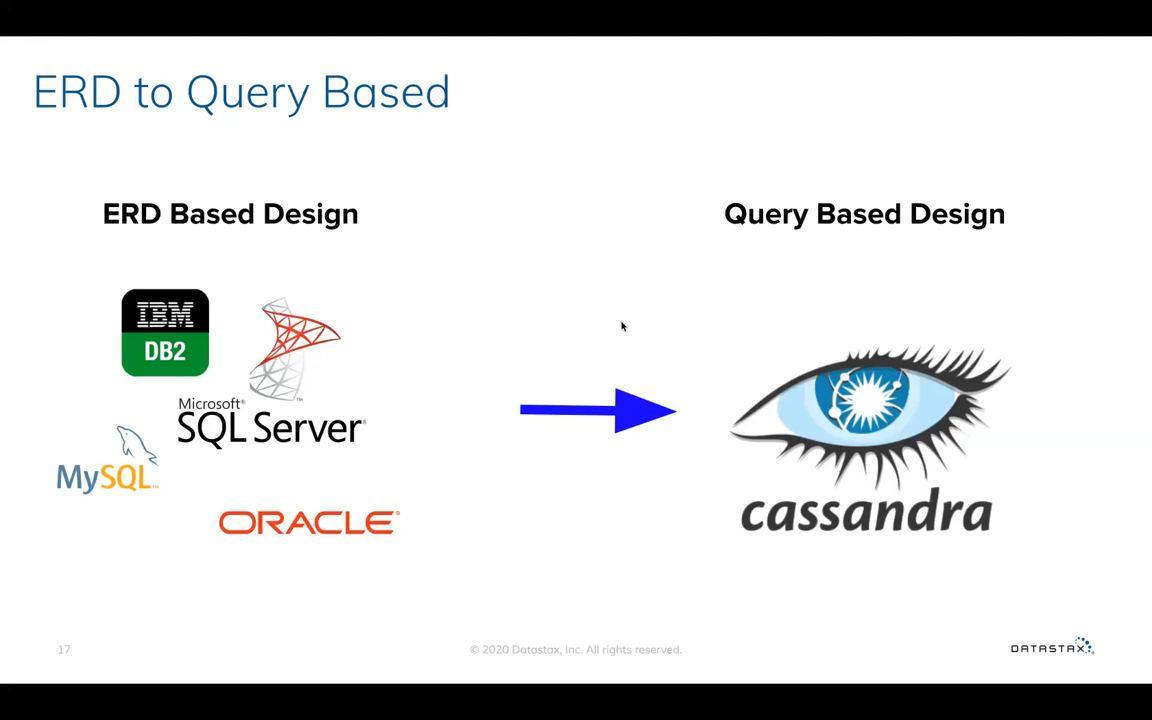 ERD to Query Based
ERD Based Design
Query Based Design
IBM
DB2
Microsoft®
SQL Server®
MySQL™
ORACLE®
cassandra
17
© 2020 Datastax, Inc. All rights reserved.
DATASTAX